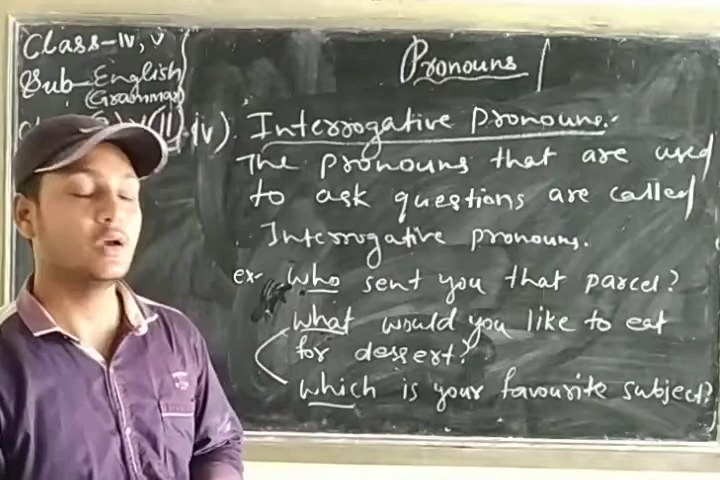 Class-IV, V
Sub-English
(Grammar)
Pronouns
iv). Interrogative pronouns:-
The pronouns that are used
to ask questions are called
Interrogative pronouns.
ex- Who sent you that parcel?
What would you like to eat
for dessert?
Which is your favourite subject?